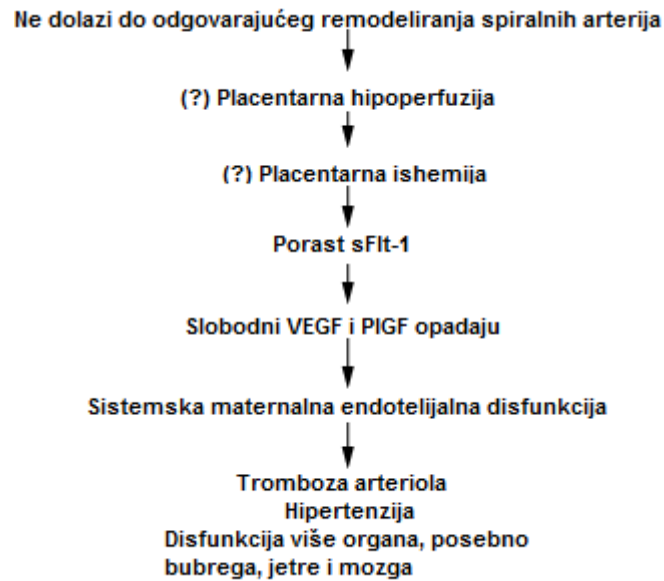 Ne dolazi do odgovarajućeg remodeliranja spiralnih arterija
(?) Placentarna hipoperfuzija
(?) Placentarna ishemija
Porast sFlt-1
Slobodni VEGF i PlGF opadaju
Sistemska maternalna endotelijalna disfunkcija
Tromboza arteriola
Hipertenzija
Disfunkcija više organa, posebno
bubrega, jetre i mozga